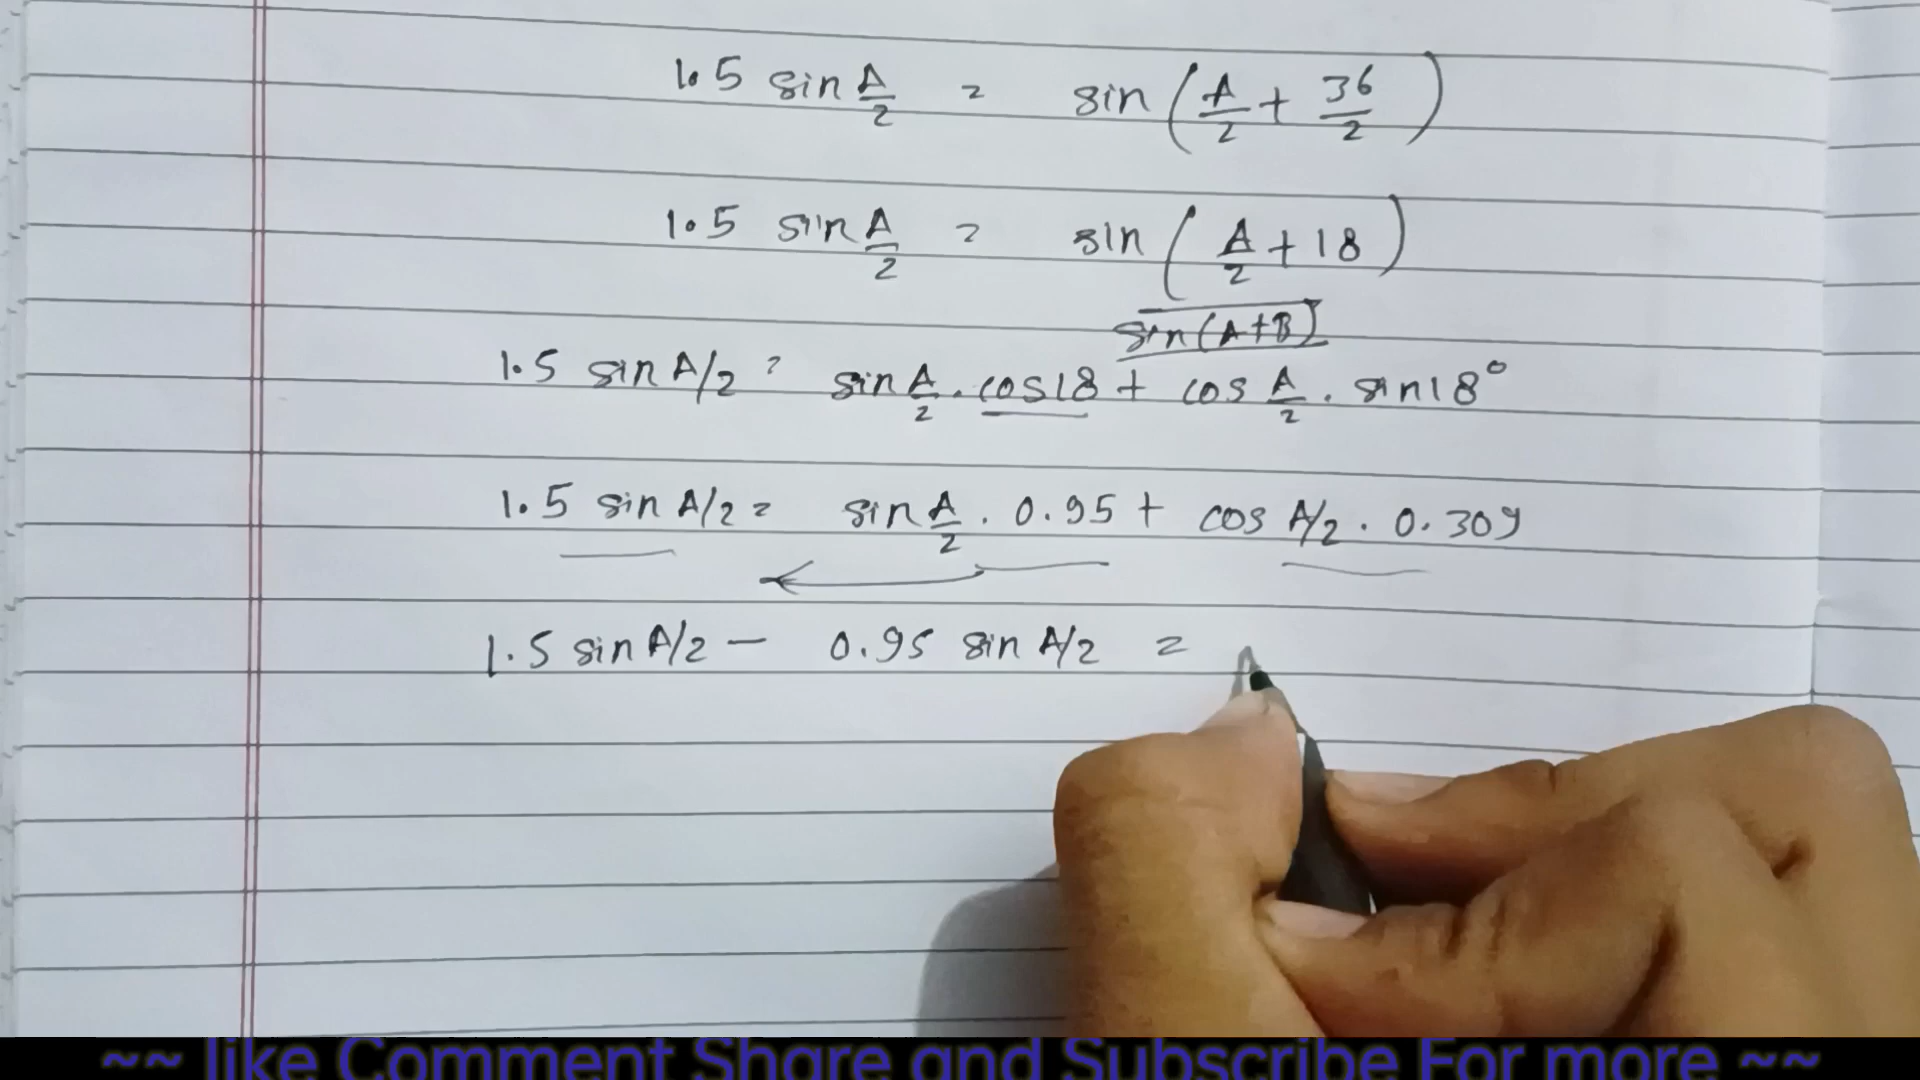 1.5 sin A/2 = sin (A/2 + 36/2)
1.5 sin A/2 = sin (A/2 + 18)
sin(A+B)
1.5 sin A/2 = sin A/2 . cos18 + cos A/2 . sin18°
1.5 sin A/2 = sin A/2 . 0.95 + cos A/2 . 0.309
1.5 sin A/2 - 0.95 sin A/2 =
~~ like Comment Share and Subscribe For more ~~